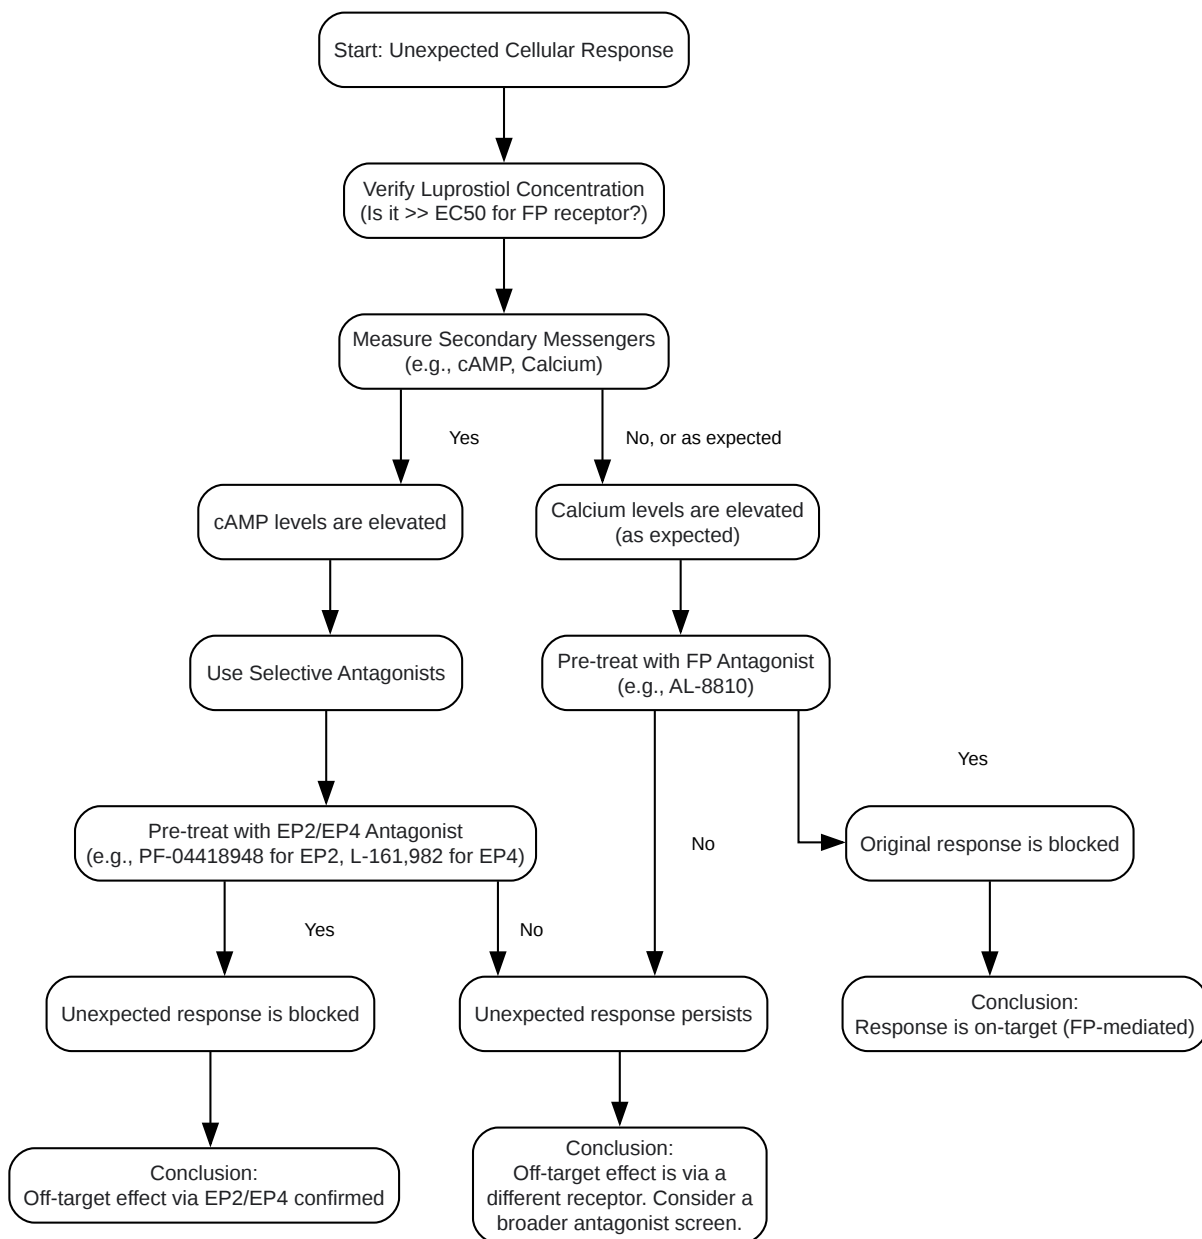 Start: Unexpected Cellular Response
Verify Luprostiol Concentration
(Is it >> EC50 for FP receptor?)
Measure Secondary Messengers
(e.g., cAMP, Calcium)
Yes
No, or as expected
cAMP levels are elevated
Calcium levels are elevated
(as expected)
Use Selective Antagonists
Pre-treat with FP Antagonist
(e.g., AL-8810)
Yes
Pre-treat with EP2/EP4 Antagonist
(e.g., PF-04418948 for EP2, L-161,982 for EP4)
No
Original response is blocked
Yes
No
Unexpected response is blocked
Unexpected response persists
Conclusion:
Response is on-target (FP-mediated)
Conclusion:
Off-target effect via EP2/EP4 confirmed
Conclusion:
Off-target effect is via a
different receptor. Consider a
broader antagonist screen.